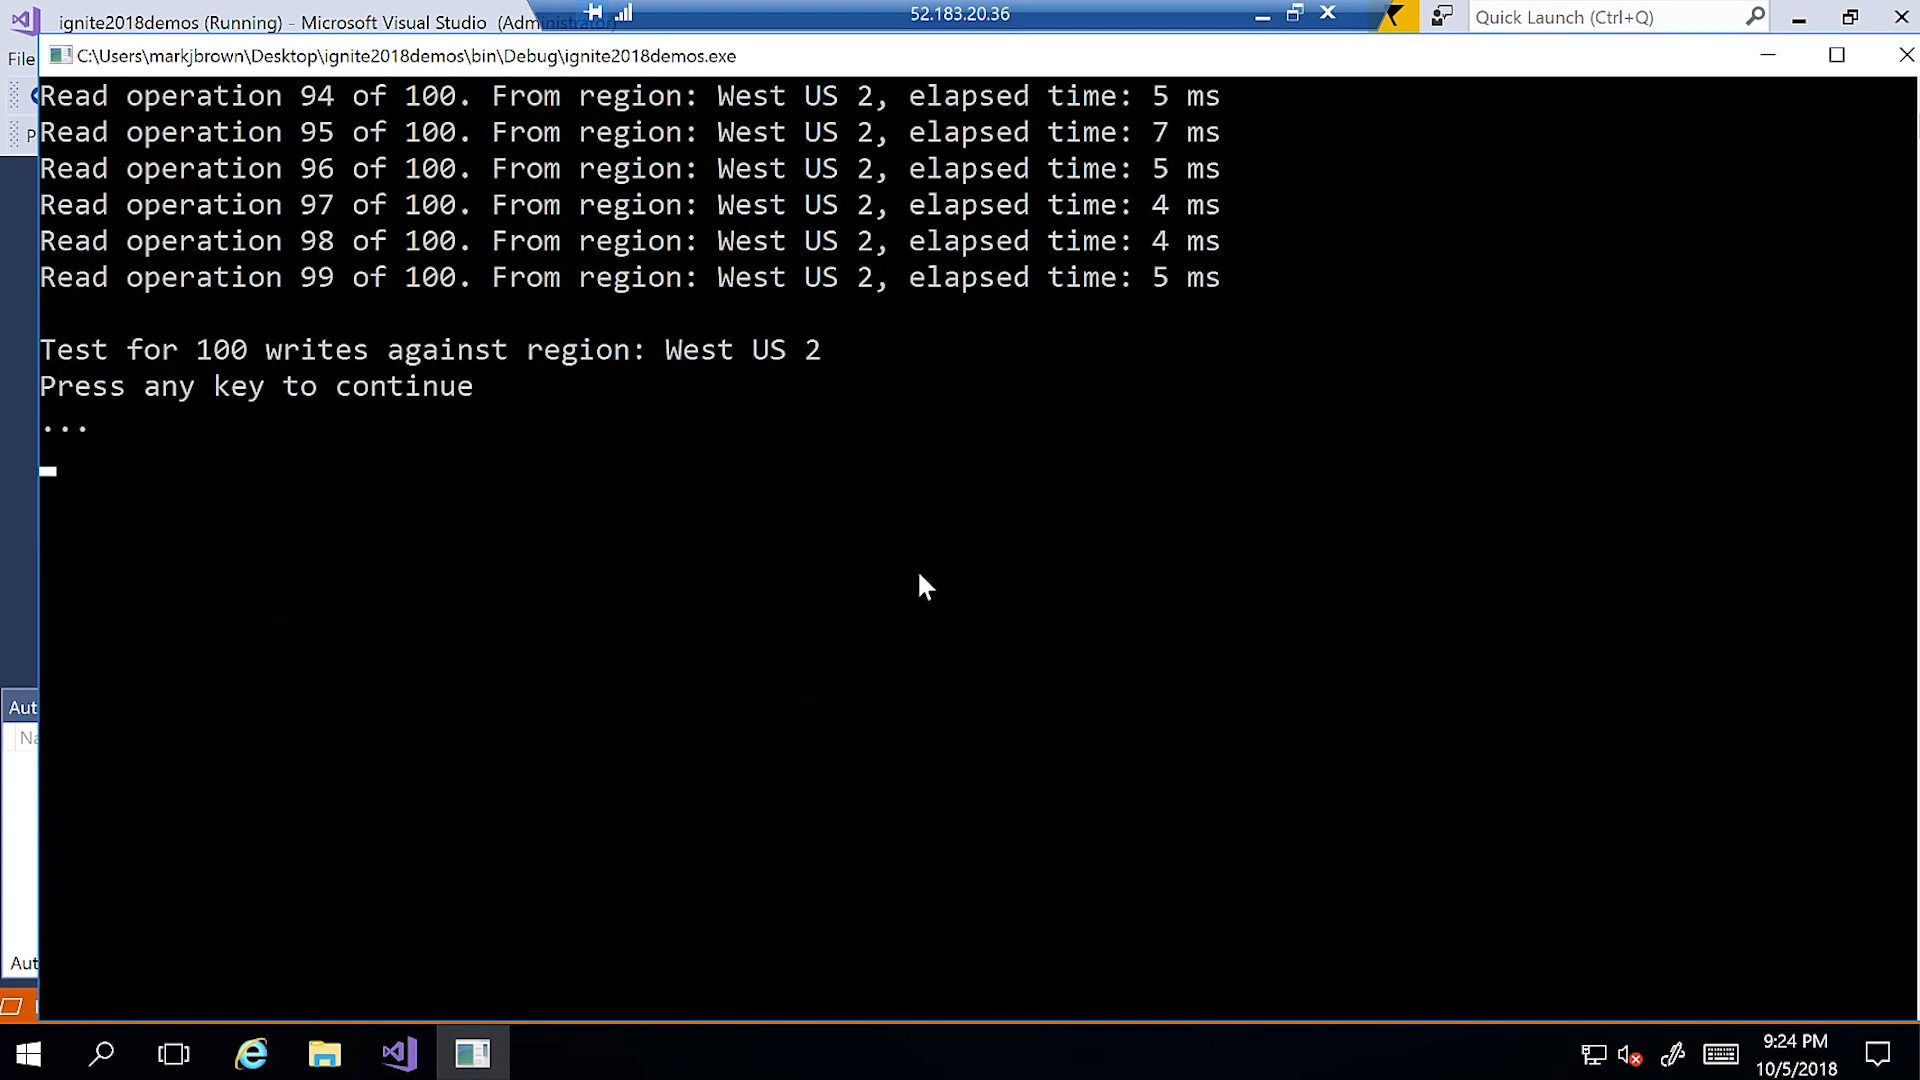 ignite2018demos (Running) - Microsoft Visual Studio (Administrator)
52.183.20.36
Quick Launch (Ctrl+Q)
File
C:\Users\markjbrown\Desktop\ignite2018demos\bin\Debug\ignite2018demos.exe
Read operation 94 of 100. From region: West US 2, elapsed time: 5 ms
Read operation 95 of 100. From region: West US 2, elapsed time: 7 ms
P
Read operation 96 of 100. From region: West US 2, elapsed time: 5 ms
Read operation 97 of 100. From region: West US 2, elapsed time: 4 ms
Read operation 98 of 100. From region: West US 2, elapsed time: 4 ms
Read operation 99 of 100. From region: West US 2, elapsed time: 5 ms
Test for 100 writes against region: West US 2
Press any key to continue
...
Aut
Na
Aut
9:24 PM
10/5/2018